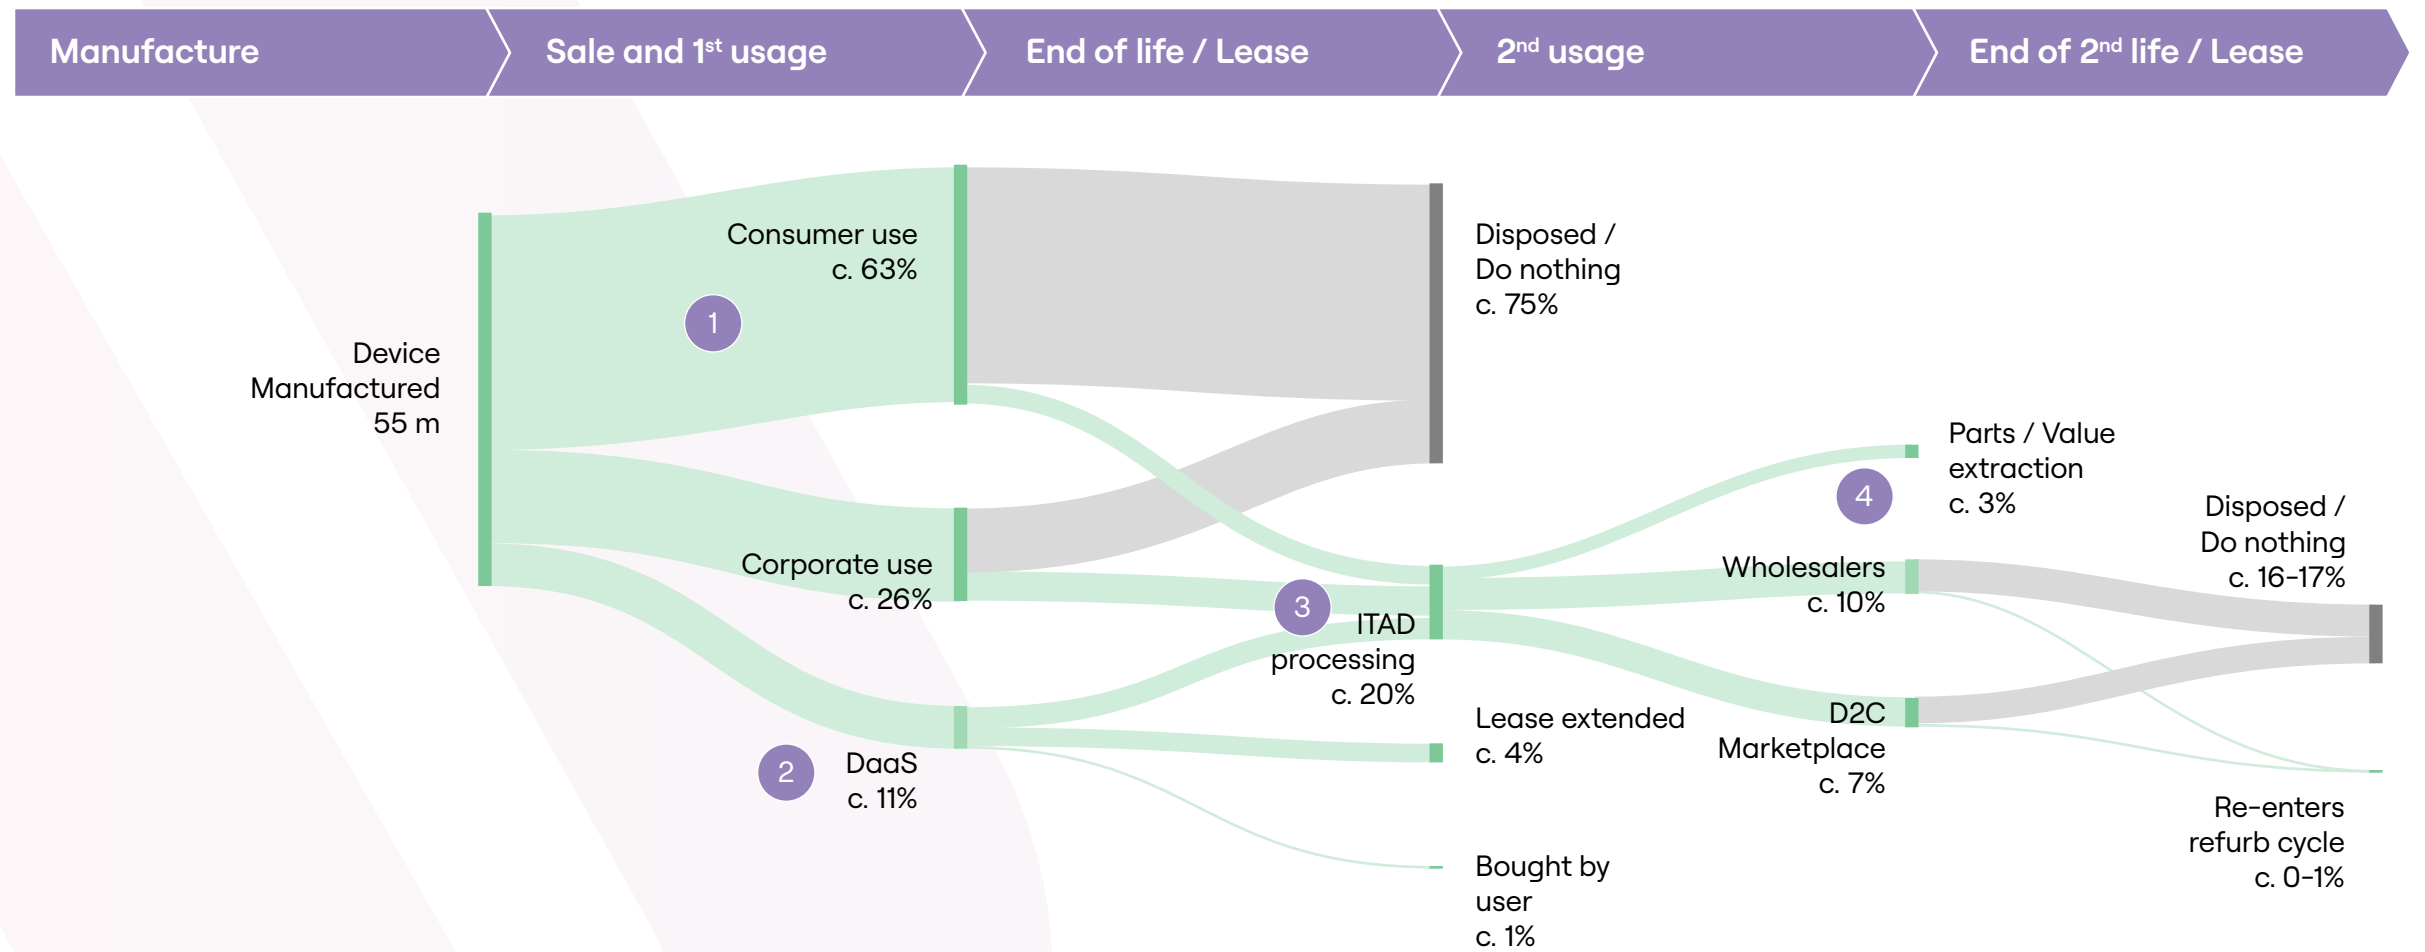 Manufacture
Sale and 1st usage
End of life / Lease
2nd usage
End of 2nd life / Lease
Device
Manufactured
55 m
Consumer use
c. 63%
1
Corporate use
c. 26%
2
DaaS
c. 11%
Disposed /
Do nothing
c. 75%
3
ITAD
processing
c. 20%
Lease extended
c. 4%
Bought by
user
c. 1%
4
Parts / Value
extraction
c. 3%
Wholesalers
c. 10%
D2C
Marketplace
c. 7%
Disposed /
Do nothing
c. 16-17%
Re-enters
refurb cycle
c. 0-1%